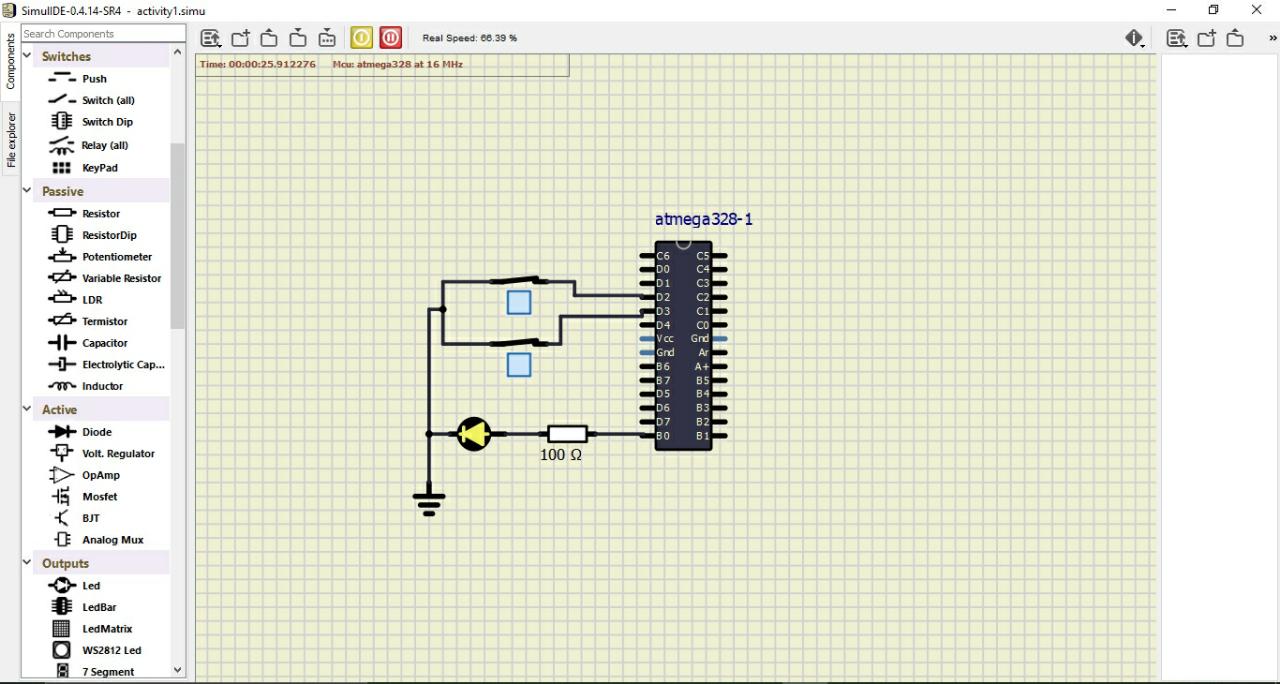 SimulIDE-0.4.14-SR4 - activity1.simu
Search Components
Real Speed: 66.39 %
Components
File explorer
Time: 00:00:25.912276 Mcu: atmega328 at 16 MHz
Switches
Push
Switch (all)
Switch Dip
Relay (all)
KeyPad
Passive
Resistor
ResistorDip
Potentiometer
Variable Resistor
LDR
Termistor
Capacitor
Electrolytic Cap...
Inductor
Active
Diode
Volt. Regulator
OpAmp
Mosfet
BJT
Analog Mux
Outputs
Led
LedBar
LedMatrix
WS2812 Led
7 Segment
atmega328-1
C6 C5
D0 C4
D1 C3
D2 C2
D3 C1
D4 C0
Vcc Gnd
Gnd Ar
B6 A+
B7 B5
D5 B4
D6 B3
D7 B2
B0 B1
100 Ω